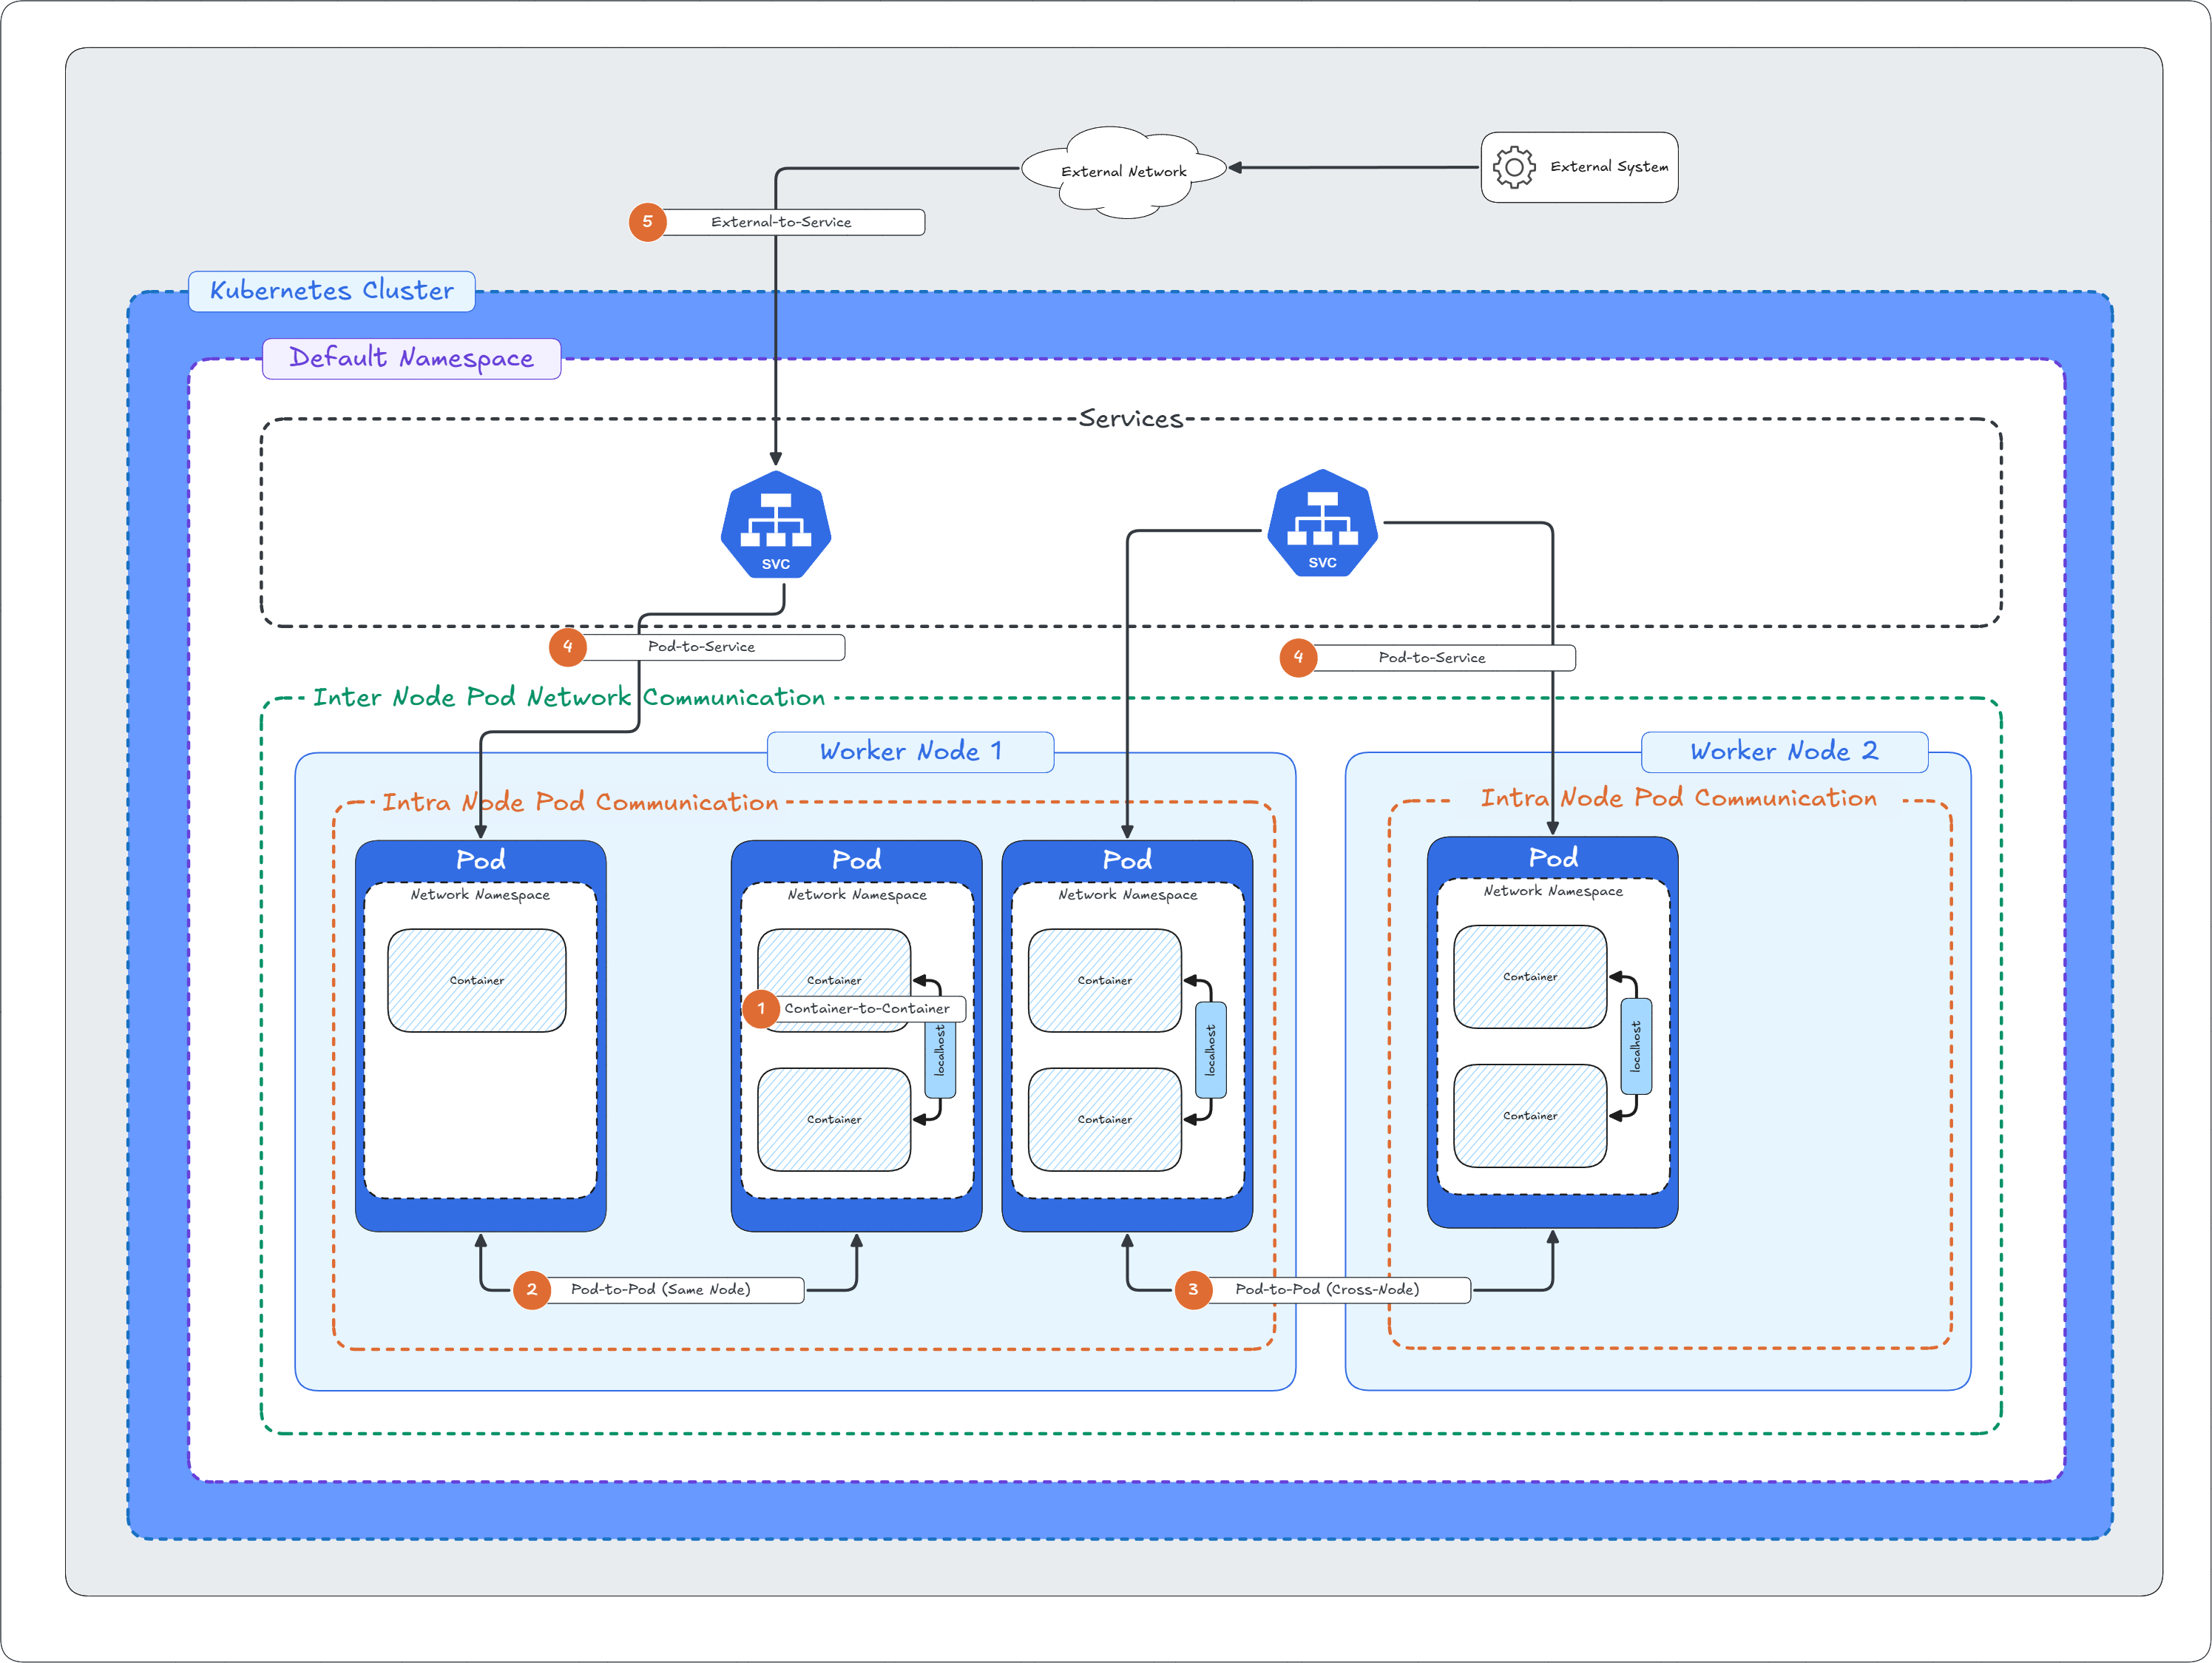 External Network
External System
5
External-to-Service
Kubernetes Cluster
Default Namespace
Services
SVC
SVC
4
Pod-to-Service
4
Pod-to-Service
Inter Node Pod Network Communication
Worker Node 1
Worker Node 2
Intra Node Pod Communication
Intra Node Pod Communication
Pod
Network Namespace
Container
Pod
Network Namespace
Container
1
Container-to-Container
localhost
Container
Pod
Network Namespace
Container
localhost
Container
Pod
Network Namespace
Container
localhost
Container
2
Pod-to-Pod (Same Node)
3
Pod-to-Pod (Cross-Node)